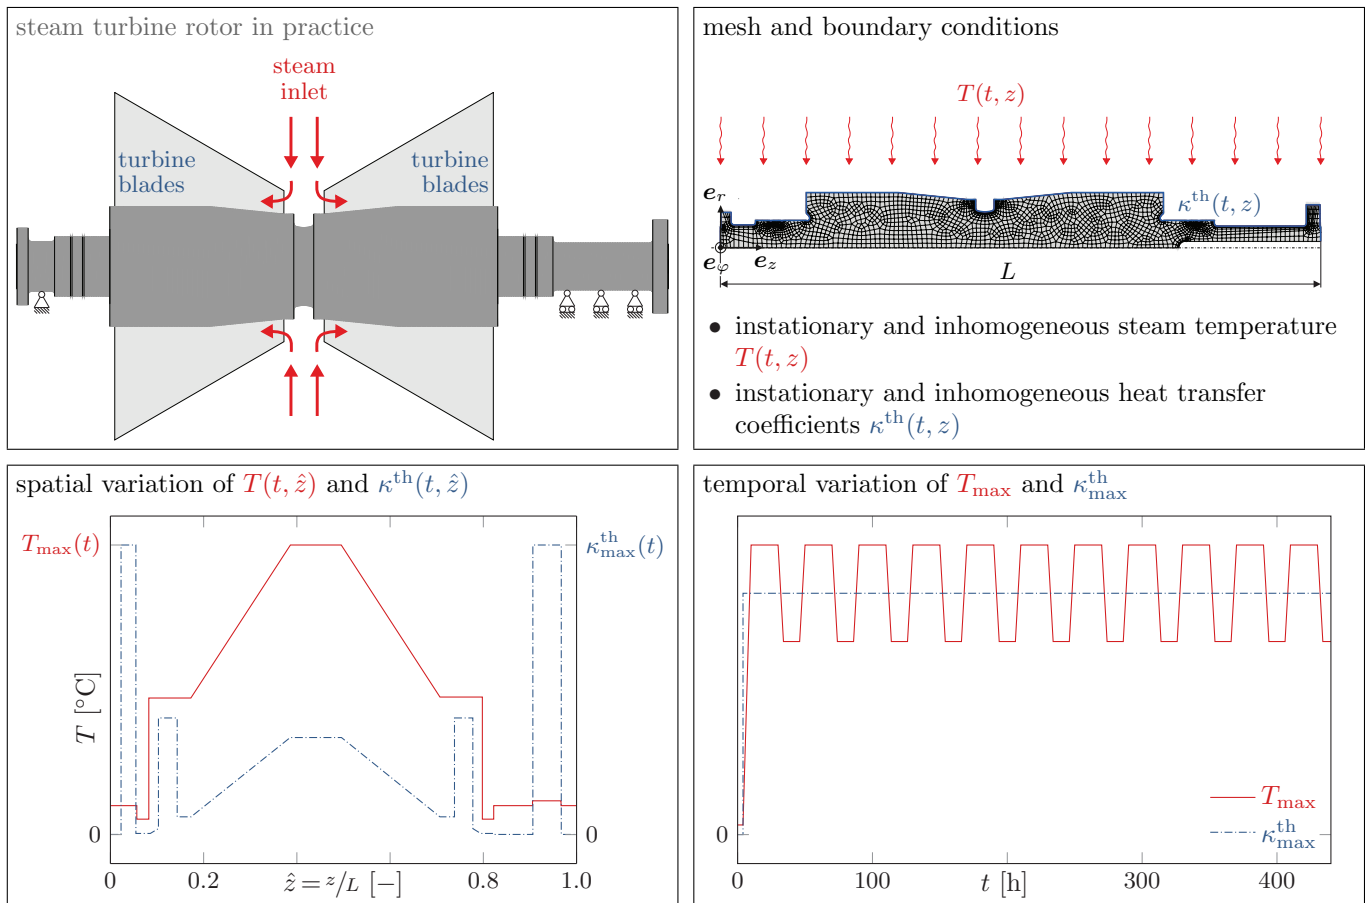 steam turbine rotor in practice
steam
inlet
turbine
blades
turbine
blades
mesh and boundary conditions
T(t, z)
e_r
κ^th(t, z)
e_φ
e_z
L
• instationary and inhomogeneous steam temperature
T(t, z)
• instationary and inhomogeneous heat transfer
coefficients κ^th(t, z)
spatial variation of T(t, ẑ) and κ^th(t, ẑ)
T_max(t)
κ^th_max(t)
T [°C]
0
0
0
0.2
ẑ = z/L [−]
0.8
1.0
temporal variation of T_max and κ^th_max
0
T_max
κ^th_max
0
100
t [h]
300
400